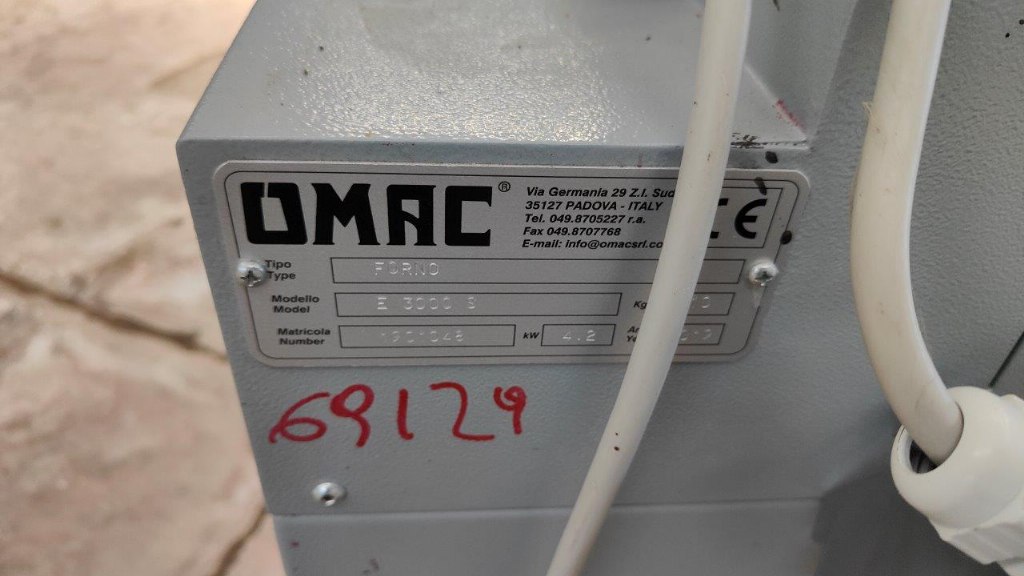 OMAC®
Via Germania 29 Z.I. Sud
35127 PADOVA - ITALY
Tel. 049.8705227 r.a.
Fax 049.8707768
E-mail: info@omacsrl.co
CE
Tipo
Type
FORNO
Modello
Model
E 3000 S
Kg
Matricola
Number
1901048
kW
4.2
69129